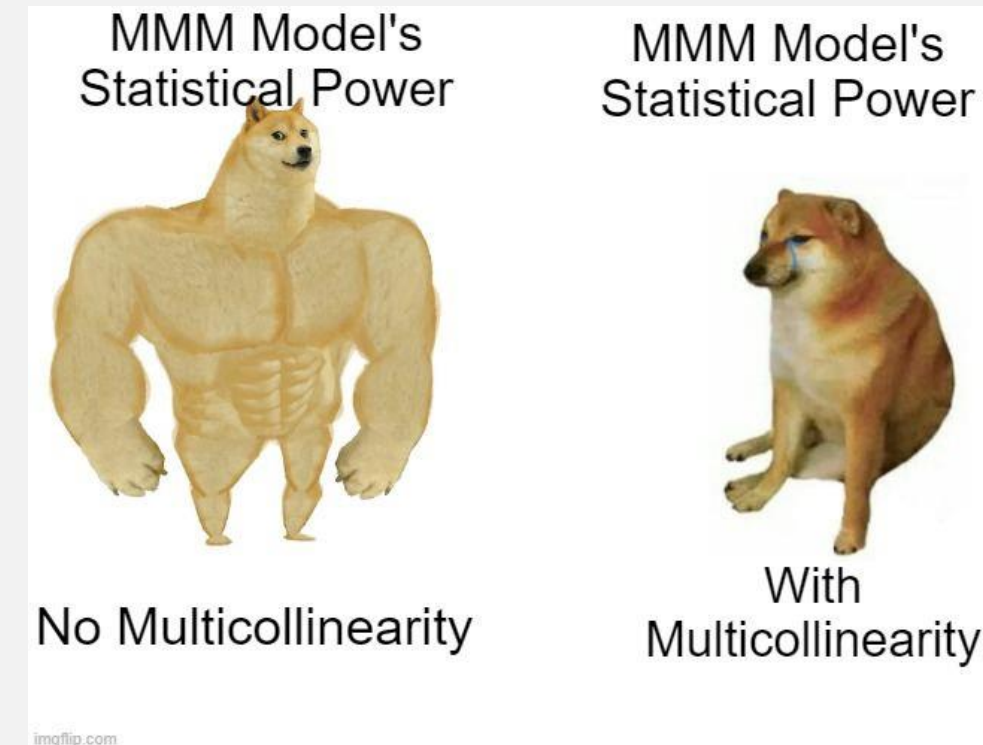 MMM Model's
Statistical Power
No Multicollinearity
MMM Model's
Statistical Power
With
Multicollinearity
imgflip.com